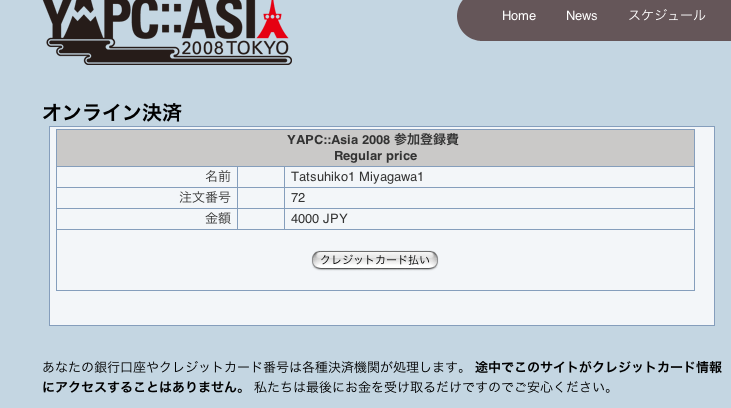 YAPC::ASIA
2008 TOKYO
Home News スケジュール
オンライン決済
YAPC::Asia 2008 参加登録費
Regular price
名前 Tatsuhiko1 Miyagawa1
注文番号 72
金額 4000 JPY
クレジットカード払い
あなたの銀行口座やクレジットカード番号は各種決済機関が処理します。 途中でこのサイトがクレジットカード情報
にアクセスすることはありません。 私たちは最後にお金を受け取るだけですのでご安心ください。